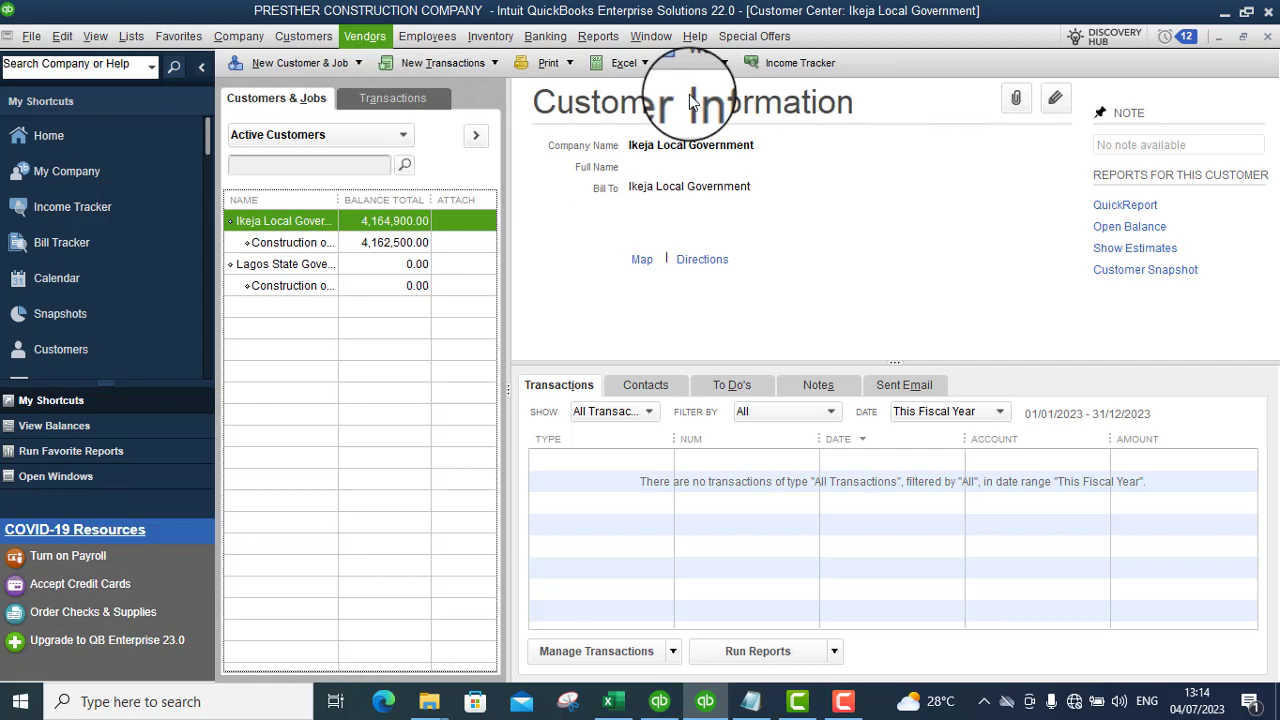 PRESTHER CONSTRUCTION COMPANY - Intuit QuickBooks Enterprise Solutions 22.0 - [Customer Center: Ikeja Local Government]
File Edit View Lists Favorites Company Customers Vendors Employees Inventory Banking Reports Window Help Special Offers
DISCOVERY HUB
12
Search Company or Help
New Customer & Job
New Transactions
Print
Excel
Income Tracker
My Shortcuts
Home
My Company
Income Tracker
Bill Tracker
Calendar
Snapshots
Customers
My Shortcuts
View Balances
Run Favorite Reports
Open Windows
COVID-19 Resources
Turn on Payroll
Accept Credit Cards
Order Checks & Supplies
Upgrade to QB Enterprise 23.0
Customers & Jobs
Transactions
Active Customers
NAME BALANCE TOTAL ATTACH
Ikeja Local Gover... 4,164,900.00
Construction o... 4,162,500.00
Lagos State Gove... 0.00
Construction o... 0.00
Customer Information
Company Name Ikeja Local Government
Full Name
Bill To Ikeja Local Government
Map
Directions
NOTE
No note available
REPORTS FOR THIS CUSTOMER
QuickReport
Open Balance
Show Estimates
Customer Snapshot
Transactions Contacts To Do's Notes Sent Email
SHOW All Transac... FILTER BY All DATE This Fiscal Year 01/01/2023 - 31/12/2023
TYPE NUM DATE ACCOUNT AMOUNT
There are no transactions of type "All Transactions", filtered by "All", in date range "This Fiscal Year".
Manage Transactions
Run Reports
Type here to search
28°C
ENG
13:14
04/07/2023
1